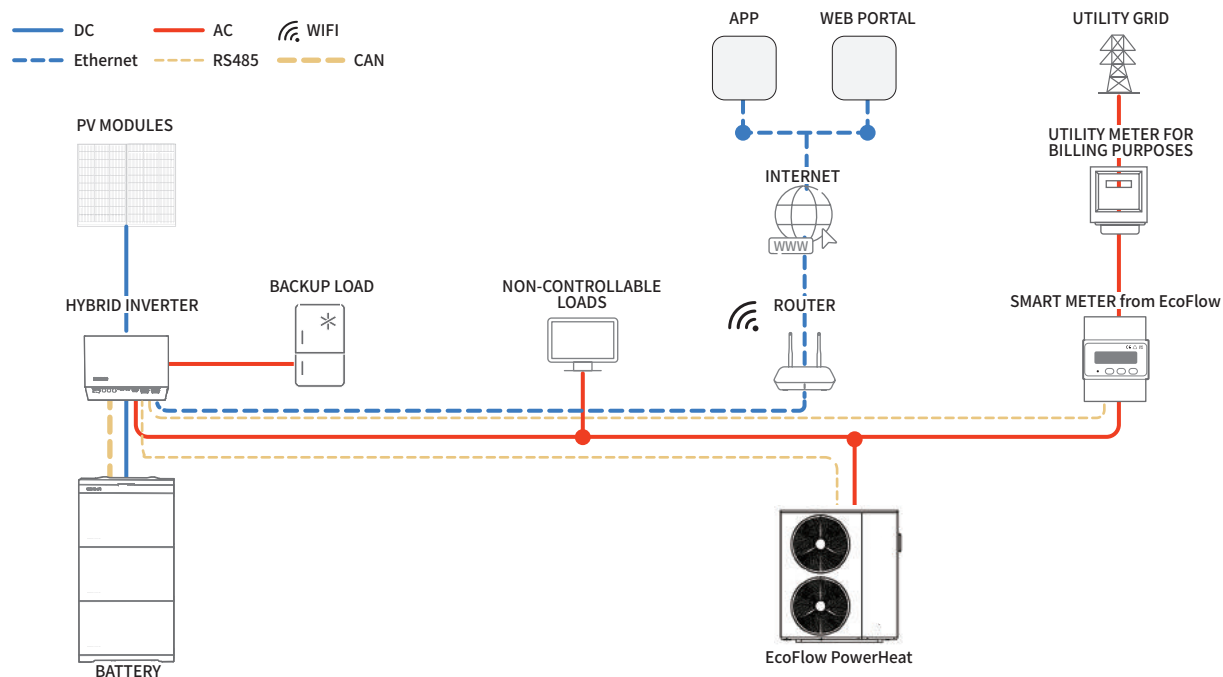 DC
AC
WIFI
Ethernet
RS485
CAN
APP
WEB PORTAL
UTILITY GRID
PV MODULES
UTILITY METER FOR
BILLING PURPOSES
INTERNET
WWW
HYBRID INVERTER
BACKUP LOAD
NON-CONTROLLABLE
LOADS
ROUTER
SMART METER from EcoFlow
BATTERY
EcoFlow PowerHeat